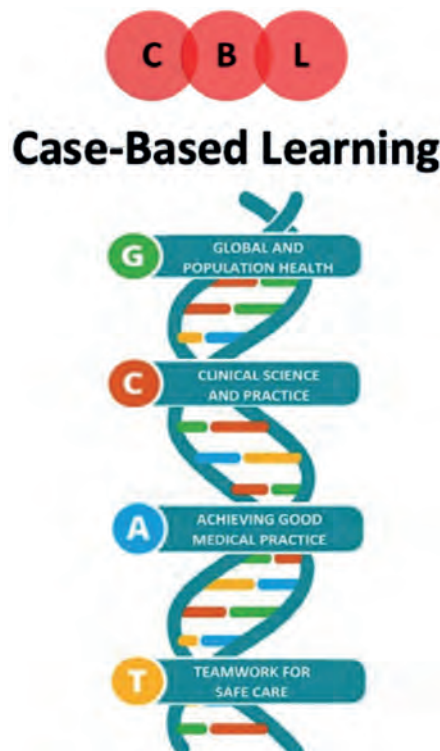 C B L
Case-Based Learning
G
GLOBAL AND
POPULATION HEALTH
C
CLINICAL SCIENCE
AND PRACTICE
A
ACHIEVING GOOD
MEDICAL PRACTICE
T
TEAMWORK FOR
SAFE CARE